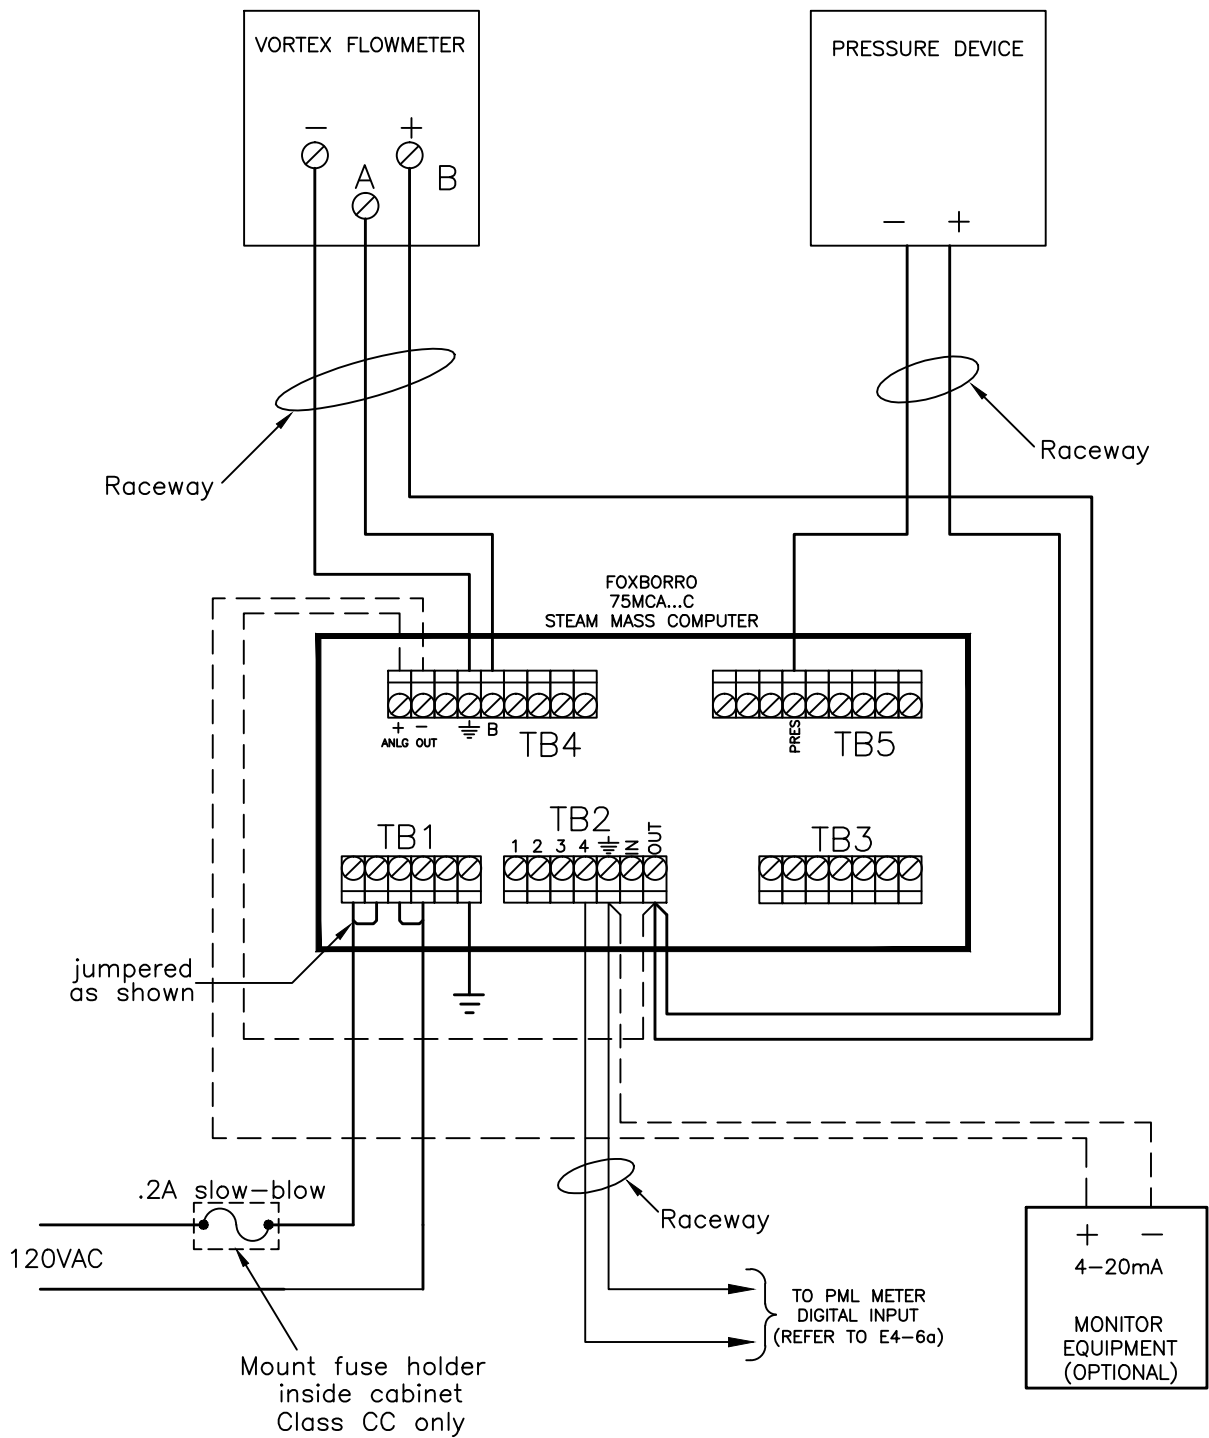 VORTEX FLOWMETER
PRESSURE DEVICE
− +
A B
− +
Raceway
Raceway
FOXBORRO
75MCA...C
STEAM MASS COMPUTER
+ − B
ANLG OUT
TB4
PRES
TB5
TB1
TB2
1 2 3 4 IN OUT
TB3
jumpered
as shown
.2A slow-blow
120VAC
Raceway
Mount fuse holder
inside cabinet
Class CC only
TO PML METER
DIGITAL INPUT
(REFER TO E4-6a)
+ −
4-20mA
MONITOR
EQUIPMENT
(OPTIONAL)